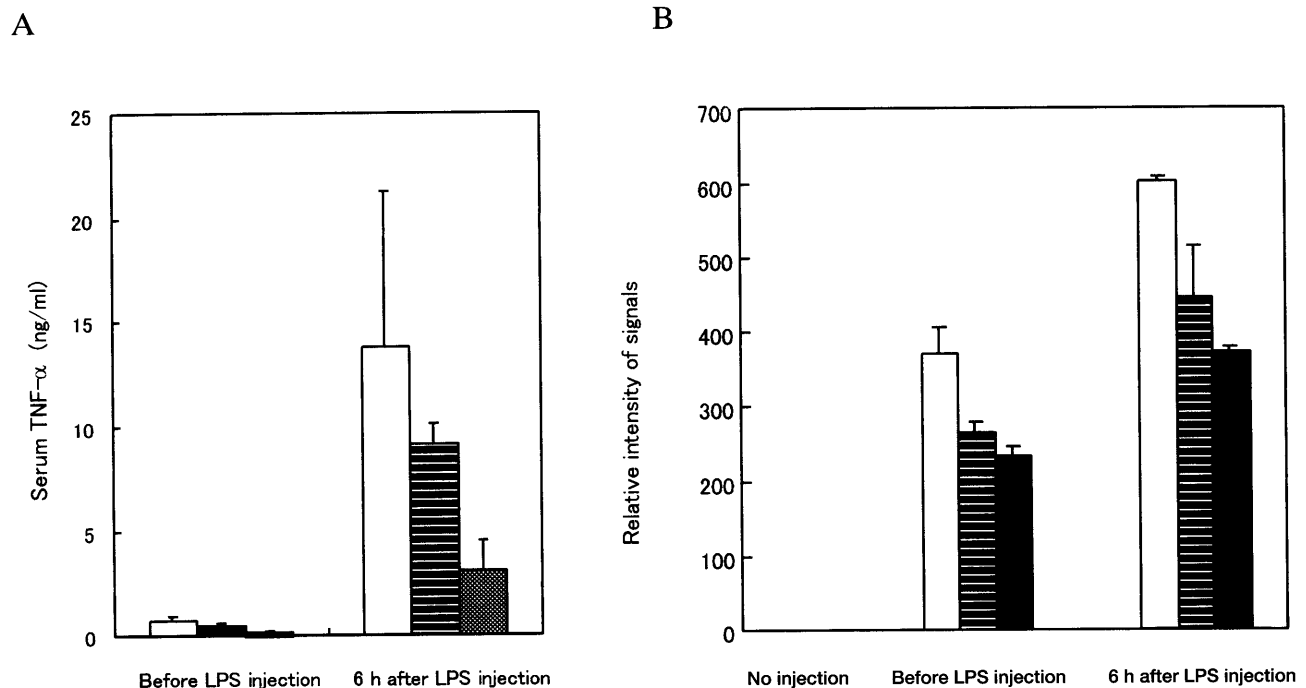 A
25
20
15
10
5
0
Serum TNF-α (ng/ml)
Before LPS injection
6 h after LPS injection
B
700
600
500
400
300
200
100
0
Relative intensity of signals
No injection
Before LPS injection
6 h after LPS injection